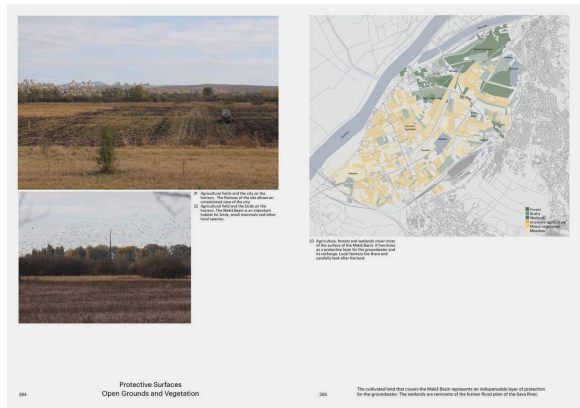 21 Agricultural fields and the city on the
horizon. The flatness of the site allows an
unrestricted view of the city.
22 Agricultural field and the birds on the
horizon. The Makiš Basin is an important
habitat for birds, small mammals and other
local species.
Protective Surfaces
Open Grounds and Vegetation
394
Forest
Bushy
Wetlands
Intensive agriculture
Mixed vegetation
Meadow
23 Agriculture, forests and wetlands cover most
of the surface of the Makiš Basin. It functions
as a protection layer for the groundwater and
its recharge. Local farmers live there and
carefully look after the land.
395
The cultivated land that covers the Makiš Basin represents an indispensable layer of protection
for the groundwater. The wetlands are remnants of the former flood plain of the Sava River.